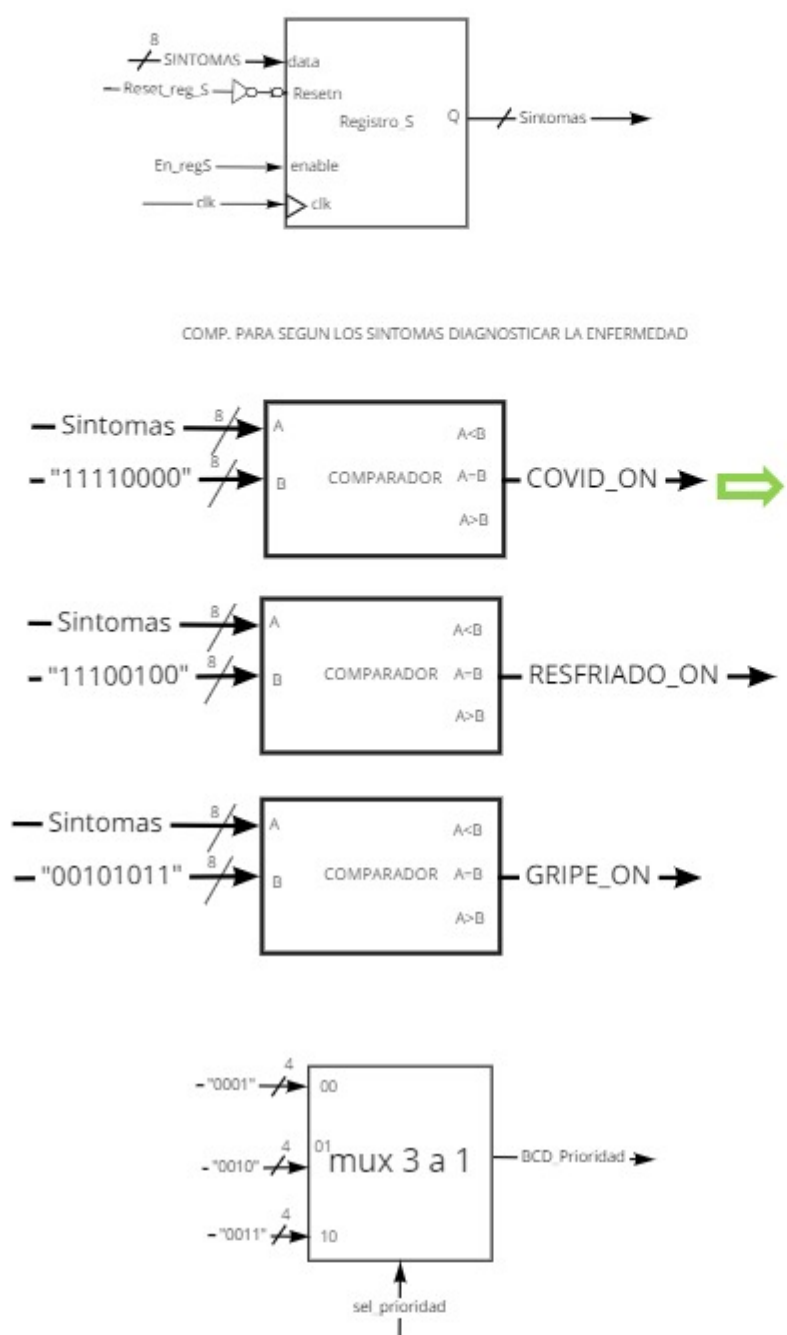 8
SINTOMAS data
Reset_reg_S Resetn
Registro_S Q Sintomas
En_regS enable
clk clk
COMP. PARA SEGUN LOS SINTOMAS DIAGNOSTICAR LA ENFERMEDAD
Sintomas 8 A A<B
"11110000" 8 B COMPARADOR A=B COVID_ON
A>B
Sintomas 8 A A<B
"11100100" 8 B COMPARADOR A=B RESFRIADO_ON
A>B
Sintomas 8 A A<B
"00101011" 8 B COMPARADOR A=B GRIPE_ON
A>B
"0001" 4 00
"0010" 4 01 mux 3 a 1 BCD_Prioridad
"0011" 4 10
sel_prioridad